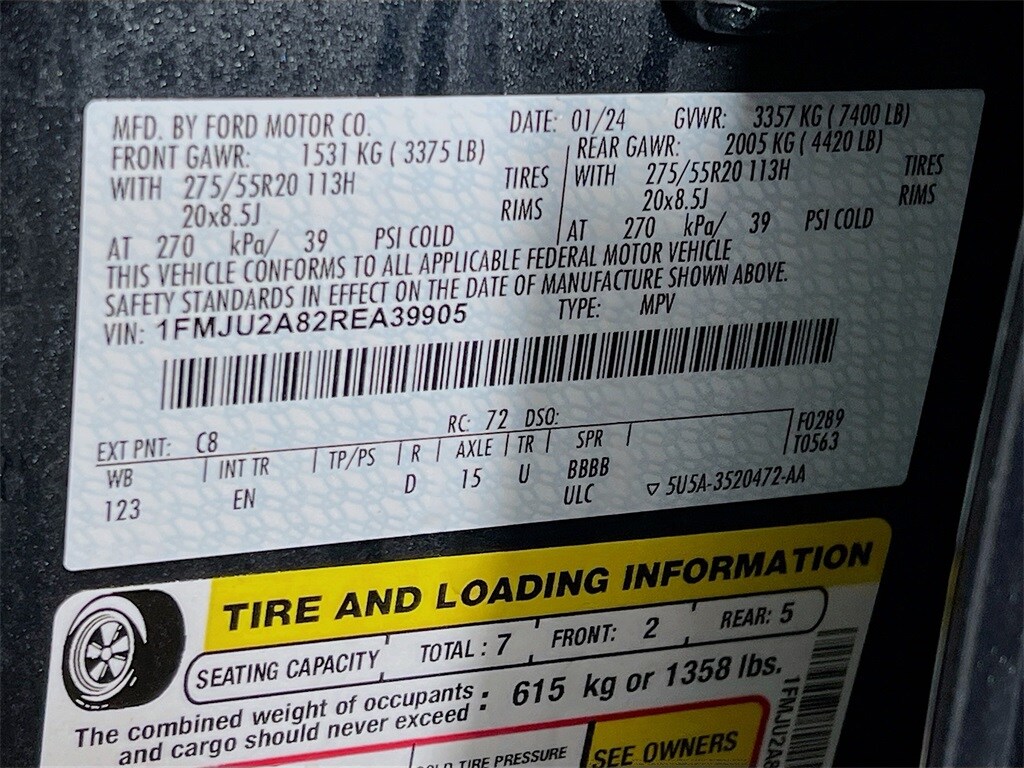 MFD. BY FORD MOTOR CO. DATE: 01/24 GVWR: 3357 KG ( 7400 LB)
FRONT GAWR: 1531 KG ( 3375 LB) REAR GAWR: 2005 KG ( 4420 LB)
WITH 275/55R20 113H TIRES WITH 275/55R20 113H TIRES
20x8.5J RIMS 20x8.5J RIMS
AT 270 kPa/ 39 PSI COLD AT 270 kPa/ 39 PSI COLD
THIS VEHICLE CONFORMS TO ALL APPLICABLE FEDERAL MOTOR VEHICLE
SAFETY STANDARDS IN EFFECT ON THE DATE OF MANUFACTURE SHOWN ABOVE.
VIN: 1FMJU2A82REA39905 TYPE: MPV
EXT PNT: C8 RC: 72 DSO: F0289
WB INT TR TP/PS R AXLE TR SPR T0563
123 EN D 15 U BBBB
ULC ▽ 5U5A-3520472-AA
TIRE AND LOADING INFORMATION
SEATING CAPACITY TOTAL : 7 FRONT: 2 REAR: 5
The combined weight of occupants
and cargo should never exceed : 615 kg or 1358 lbs.
TIRE PRESSURE SEE OWNERS
1FMJU2A8